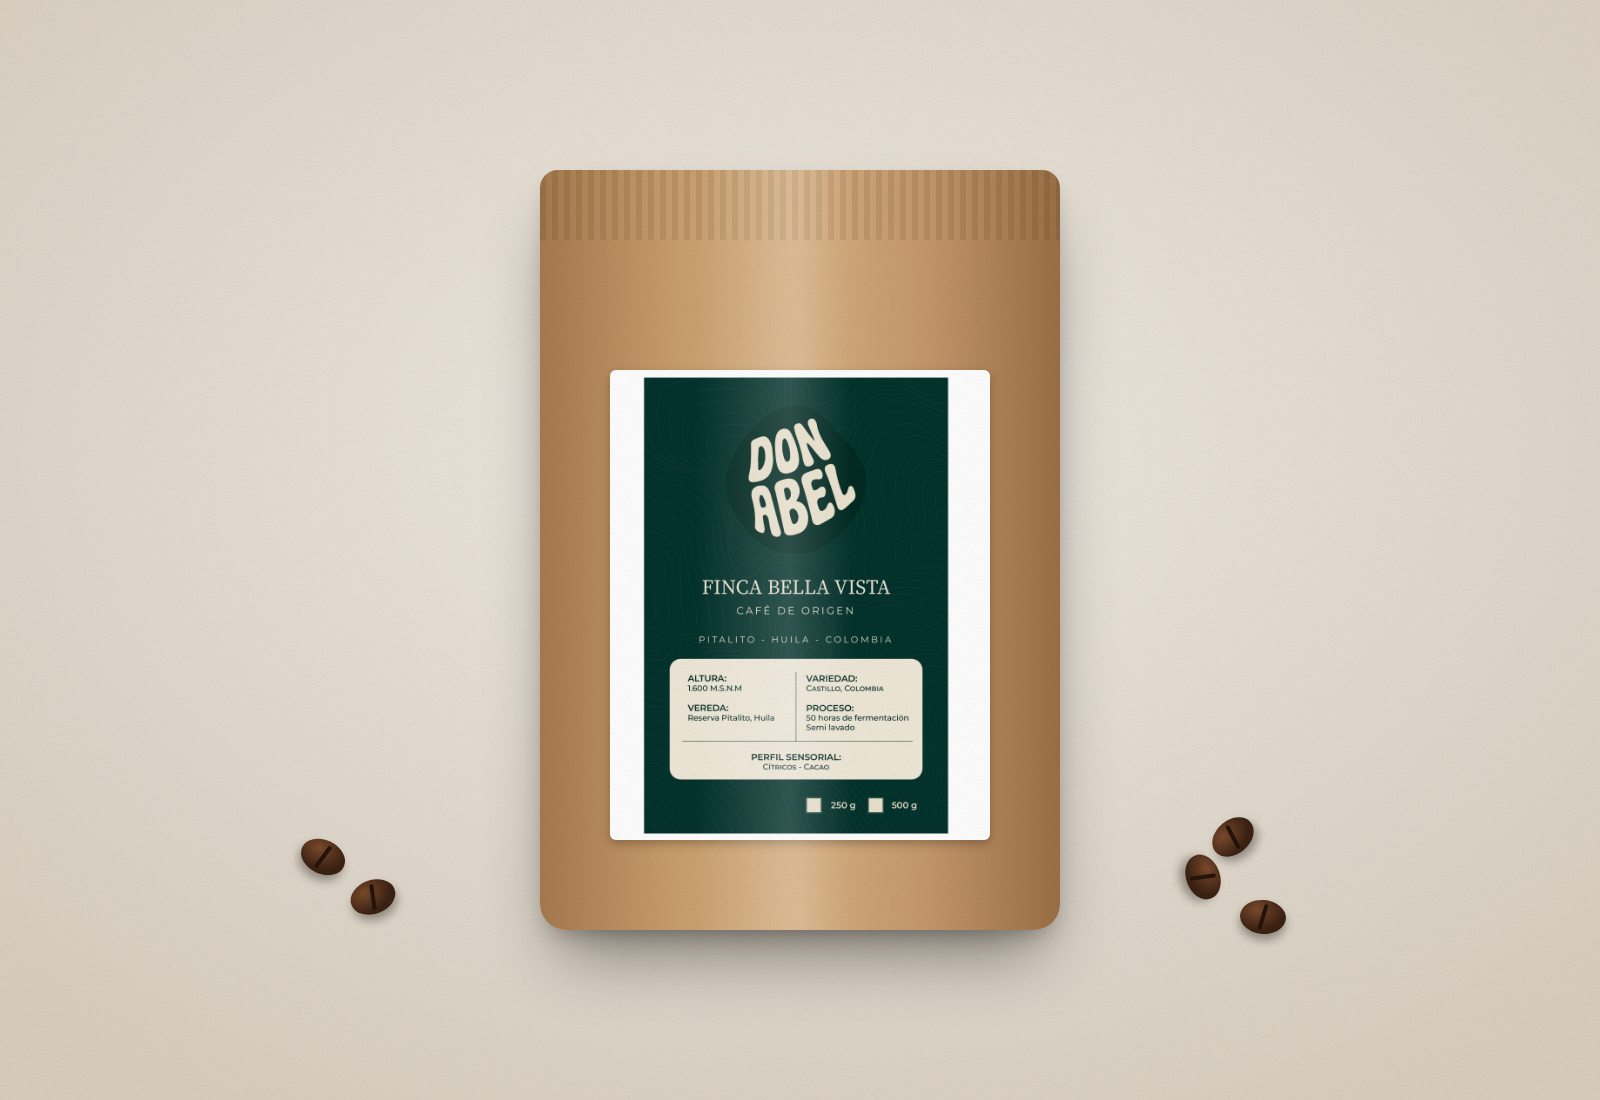 DON
ABEL
FINCA BELLA VISTA
CAFÉ DE ORIGEN
PITALITO - HUILA - COLOMBIA
ALTURA:
1.600 M.S.N.M
VEREDA:
Reserva Pitalito, Huila
VARIEDAD:
Castillo, Colombia
PROCESO:
50 horas de fermentación
Semi lavado
PERFIL SENSORIAL:
Cítricos - Cacao
250 g
500 g